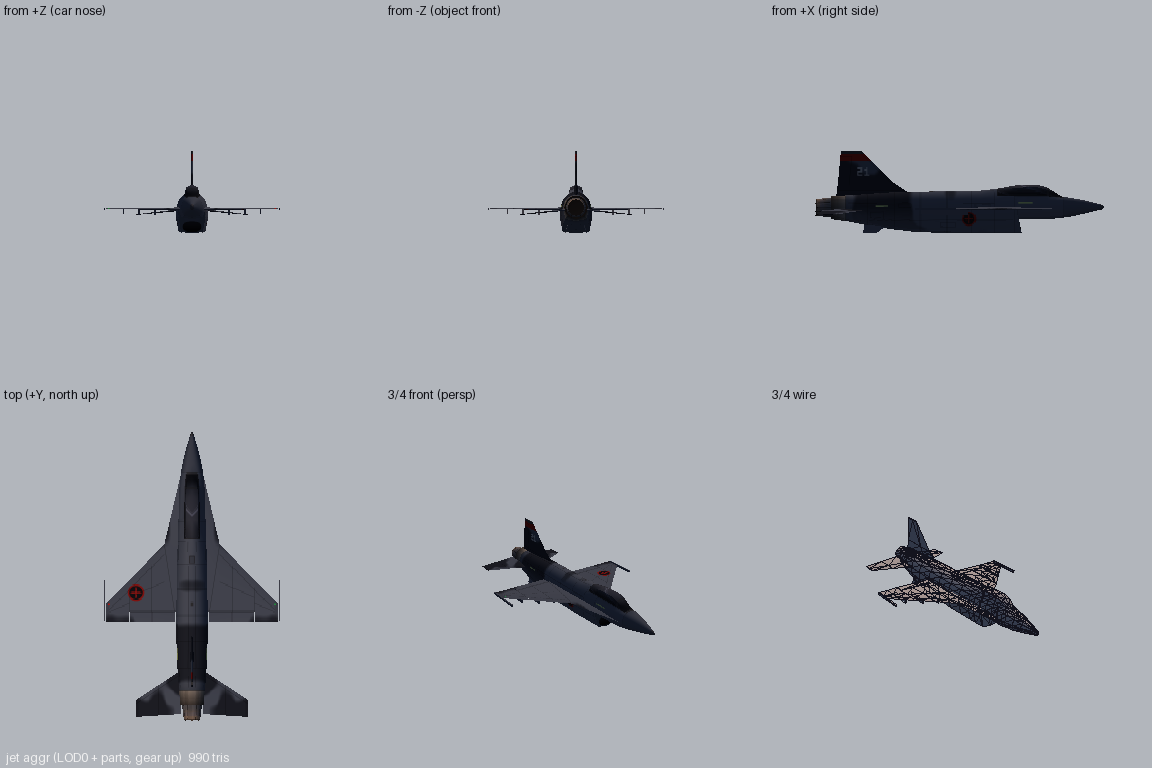 from +Z (car nose)
from -Z (object front)
from +X (right side)
21
top (+Y, north up)
3/4 front (persp)
3/4 wire
jet aggr (LOD0 + parts, gear up) 990 tris